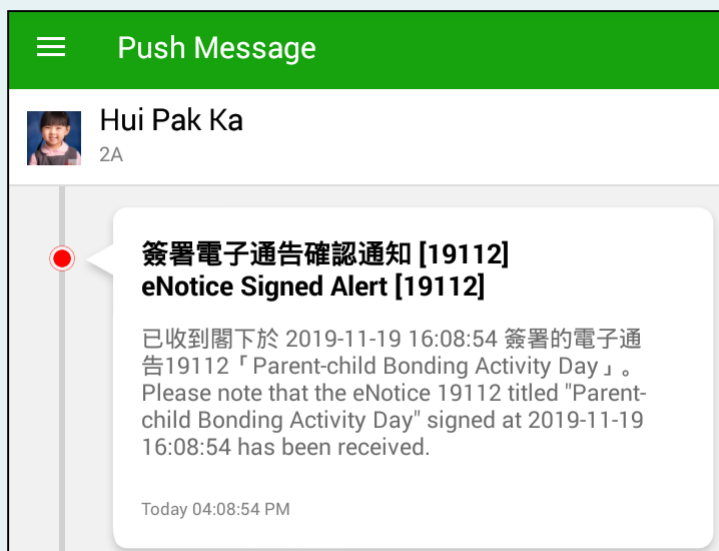 Push Message
Hui Pak Ka
2A
簽署電子通告確認通知 [19112]
eNotice Signed Alert [19112]
已收到閣下於 2019-11-19 16:08:54 簽署的電子通
告19112「Parent-child Bonding Activity Day」。
Please note that the eNotice 19112 titled "Parent-
child Bonding Activity Day" signed at 2019-11-19
16:08:54 has been received.
Today 04:08:54 PM